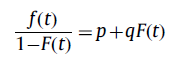 f(t) / 1−F(t) = p+qF(t)